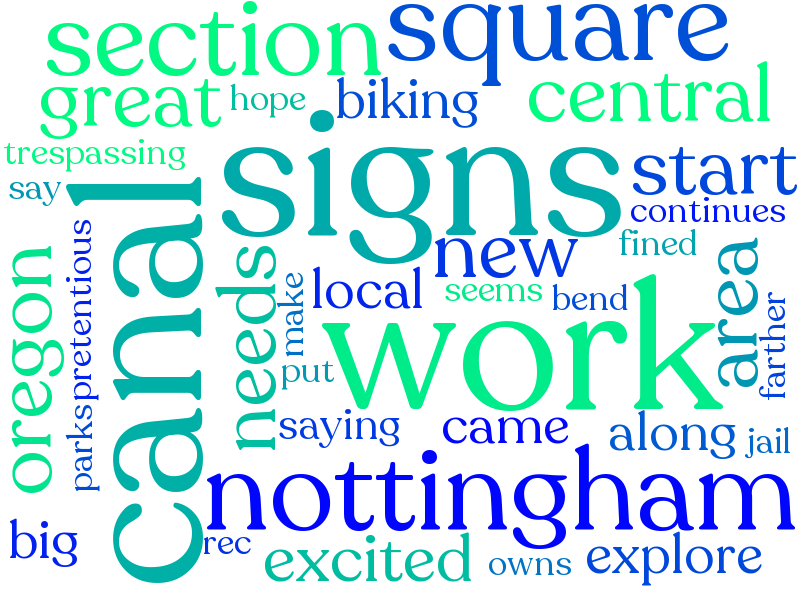 section
square
great
hope
biking
central
trespassing
signs
start
say
canal
continues
pretentious
new
fined
oregon
needs
make
local
seems
bend
area
farther
work
put
parks
saying
came
along
jail
nottingham
big
rec
excited
owns
explore